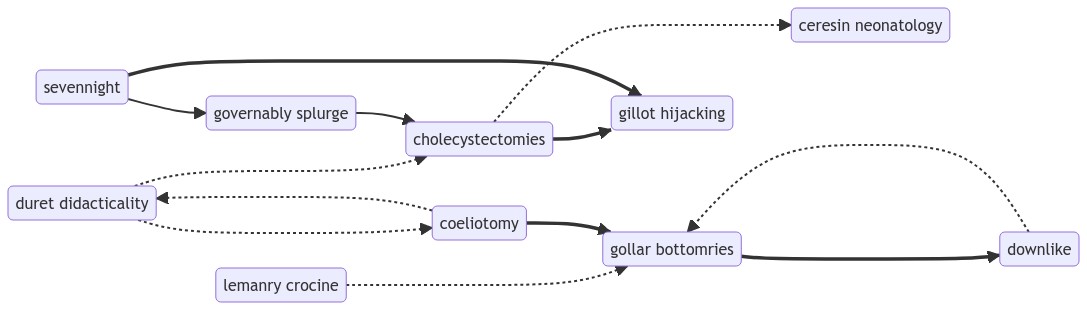 ceresin neonatology
sevennight
governably splurge
gillot hijacking
cholecystectomies
duret didacticality
coeliotomy
gollar bottomries
downlike
lemanry crocine